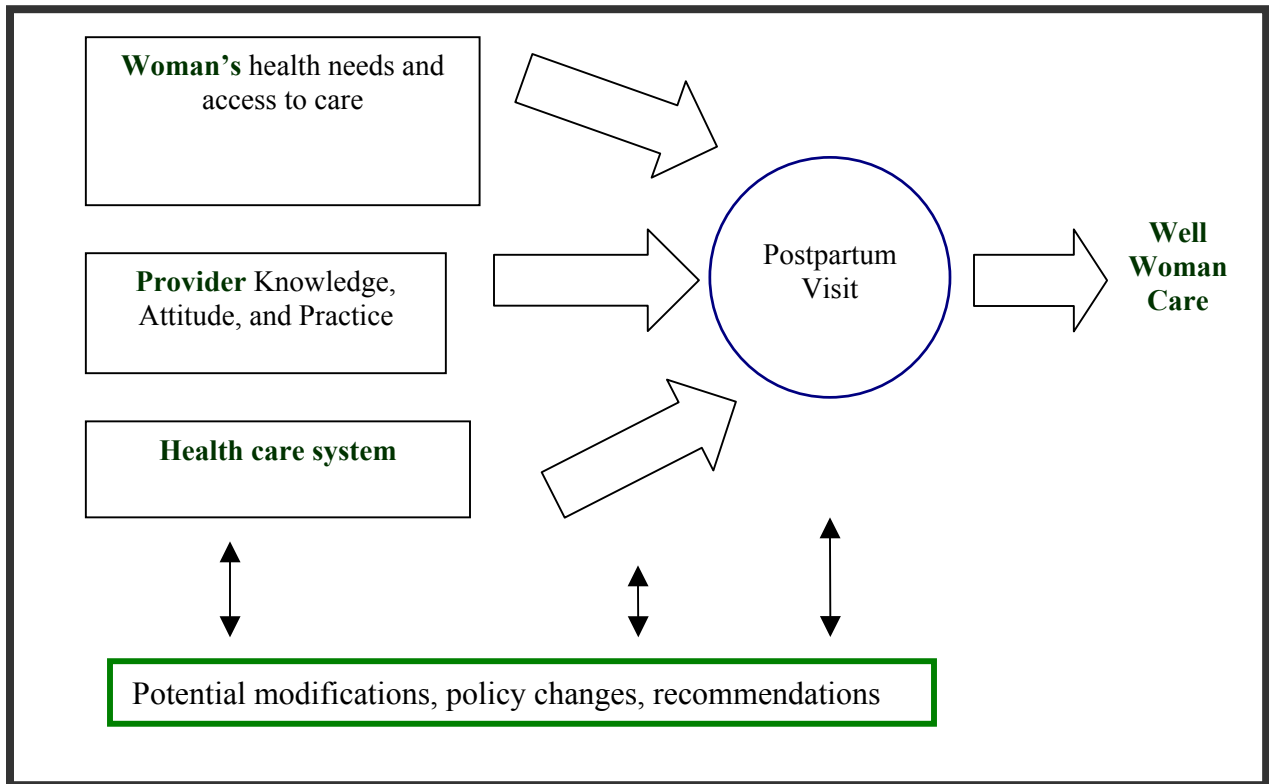 Woman’s health needs and
access to care
Provider Knowledge,
Attitude, and Practice
Health care system
Postpartum
Visit
Well
Woman
Care
Potential modifications, policy changes, recommendations